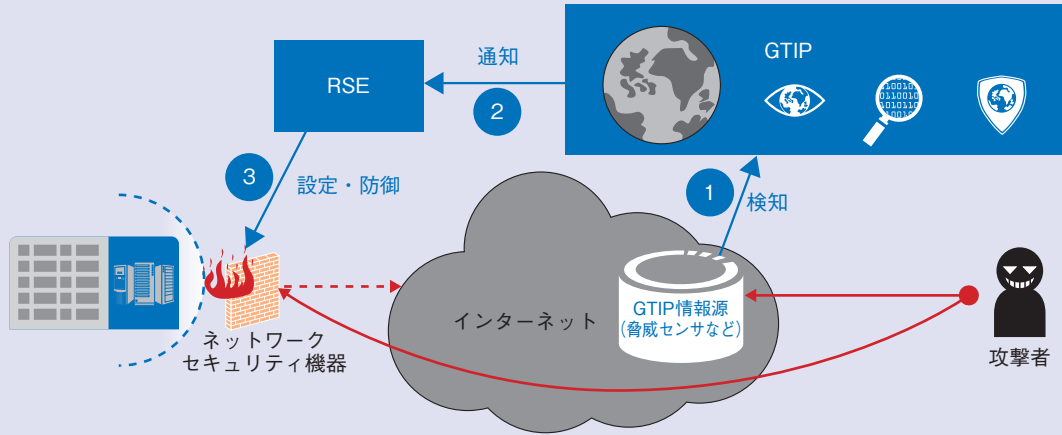 GTIP
通知
RSE
2
3
設定・防御
1
検知
インターネット
GTIP情報源
(脅威センサなど)
ネットワーク
セキュリティ機器
攻撃者